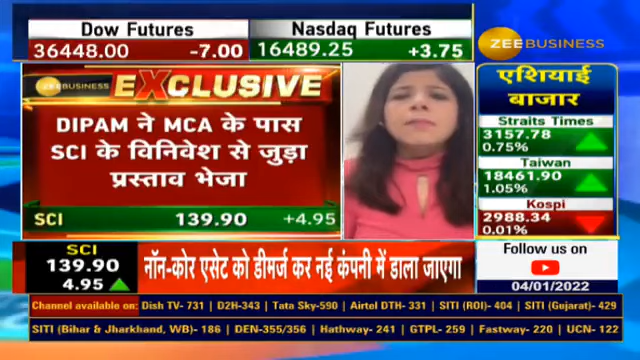 Dow Futures
36448.00 -7.00
Nasdaq Futures
16489.25 +3.75
ZEE BUSINESS
ZEE BUSINESS
EXCLUSIVE
DIPAM ने MCA के पास
SCI के विनिवेश से जुड़ा
प्रस्ताव भेजा
SCI 139.90 +4.95
एशियाई
बाजार
Straits Times
3157.78
0.75%
Taiwan
18461.90
1.05%
Kospi
2988.34
0.01%
SCI
139.90
4.95
नॉन-कोर एसेट को डीमर्ज कर नई कंपनी में डाला जाएगा
Follow us on
04/01/2022
Channel available on: Dish TV- 731 | D2H-343 | Tata Sky-590 | Airtel DTH- 331 | SITI (ROI)- 404 | SITI (Gujarat)- 429
SITI (Bihar & Jharkhand, WB)- 186 | DEN-355/356 | Hathway- 241 | GTPL- 259 | Fastway- 220 | UCN- 122